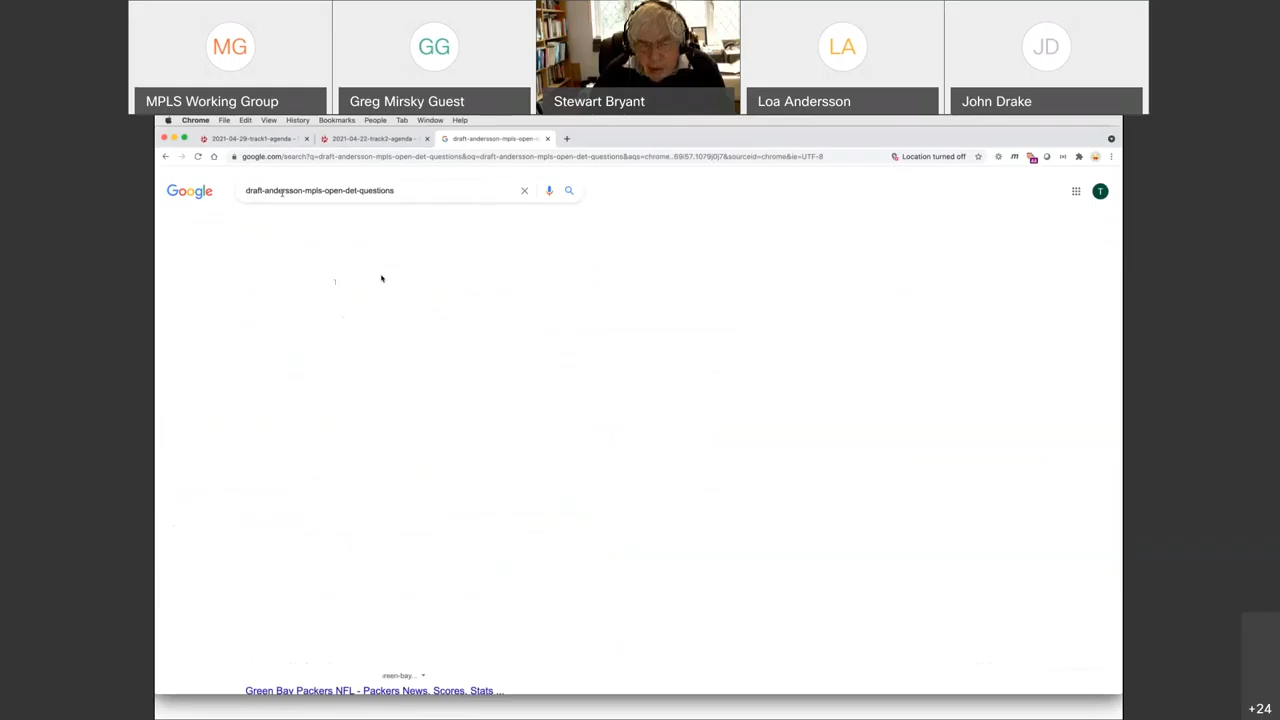 MG
GG
LA
JD
MPLS Working Group
Greg Mirsky Guest
Stewart Bryant
Loa Andersson
John Drake
Chrome File Edit View History Bookmarks People Tab Window Help
2021-04-29-track1-agenda - 2021-04-22-track2-agenda - draft-andersson-mpls-open-
google.com/search?q=draft-andersson-mpls-open-det-questions&oq=draft-andersson-mpls-open-det-questions&aqs=chrome..69i57.1079j0j7&sourceid=chrome&ie=UTF-8 Location turned off
Google draft-andersson-mpls-open-det-questions T
reen-bay...
Green Bay Packers NFL - Packers News, Scores, Stats ...
+24